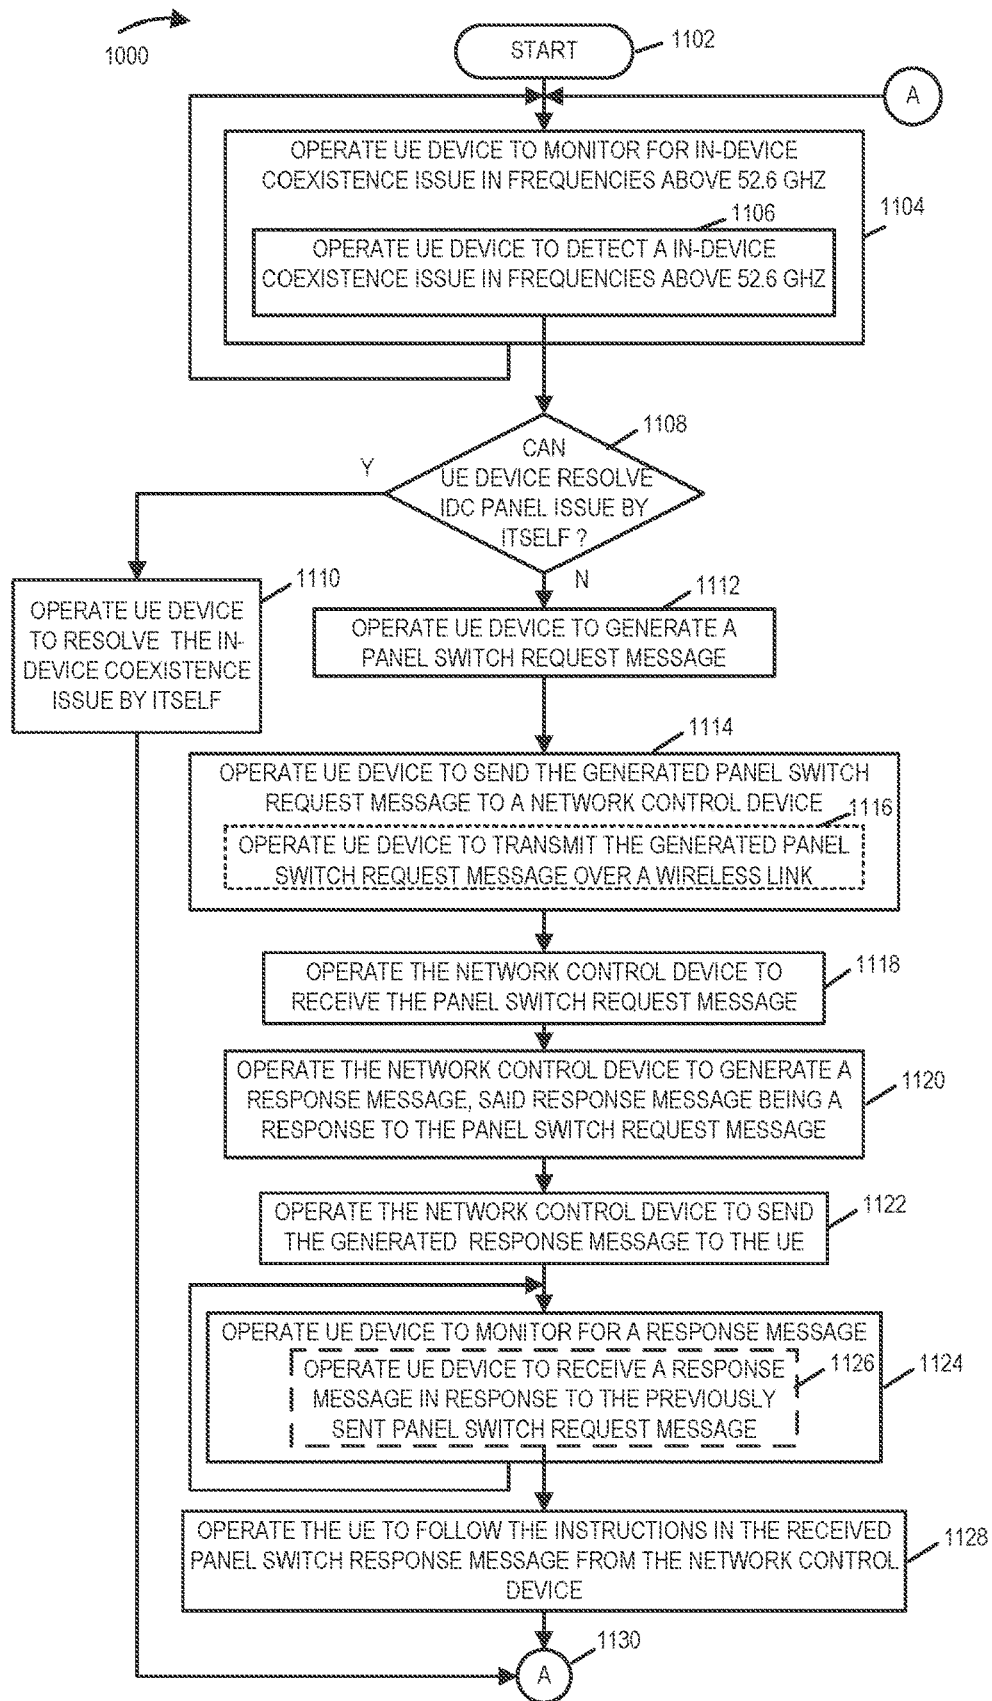 1000
START
1102
A
OPERATE UE DEVICE TO MONITOR FOR IN-DEVICE
COEXISTENCE ISSUE IN FREQUENCIES ABOVE 52.6 GHZ
1104
1106
OPERATE UE DEVICE TO DETECT A IN-DEVICE
COEXISTENCE ISSUE IN FREQUENCIES ABOVE 52.6 GHZ
1108
CAN
UE DEVICE RESOLVE
IDC PANEL ISSUE BY
ITSELF ?
Y
N
1110
OPERATE UE DEVICE
TO RESOLVE THE IN-
DEVICE COEXISTENCE
ISSUE BY ITSELF
1112
OPERATE UE DEVICE TO GENERATE A
PANEL SWITCH REQUEST MESSAGE
1114
OPERATE UE DEVICE TO SEND THE GENERATED PANEL SWITCH
REQUEST MESSAGE TO A NETWORK CONTROL DEVICE
1116
OPERATE UE DEVICE TO TRANSMIT THE GENERATED PANEL
SWITCH REQUEST MESSAGE OVER A WIRELESS LINK
1118
OPERATE THE NETWORK CONTROL DEVICE TO
RECEIVE THE PANEL SWITCH REQUEST MESSAGE
1120
OPERATE THE NETWORK CONTROL DEVICE TO GENERATE A
RESPONSE MESSAGE, SAID RESPONSE MESSAGE BEING A
RESPONSE TO THE PANEL SWITCH REQUEST MESSAGE
1122
OPERATE THE NETWORK CONTROL DEVICE TO SEND
THE GENERATED RESPONSE MESSAGE TO THE UE
OPERATE UE DEVICE TO MONITOR FOR A RESPONSE MESSAGE
1124
1126
OPERATE UE DEVICE TO RECEIVE A RESPONSE
MESSAGE IN RESPONSE TO THE PREVIOUSLY
SENT PANEL SWITCH REQUEST MESSAGE
OPERATE THE UE TO FOLLOW THE INSTRUCTIONS IN THE RECEIVED
PANEL SWITCH RESPONSE MESSAGE FROM THE NETWORK CONTROL
DEVICE
1128
1130
A